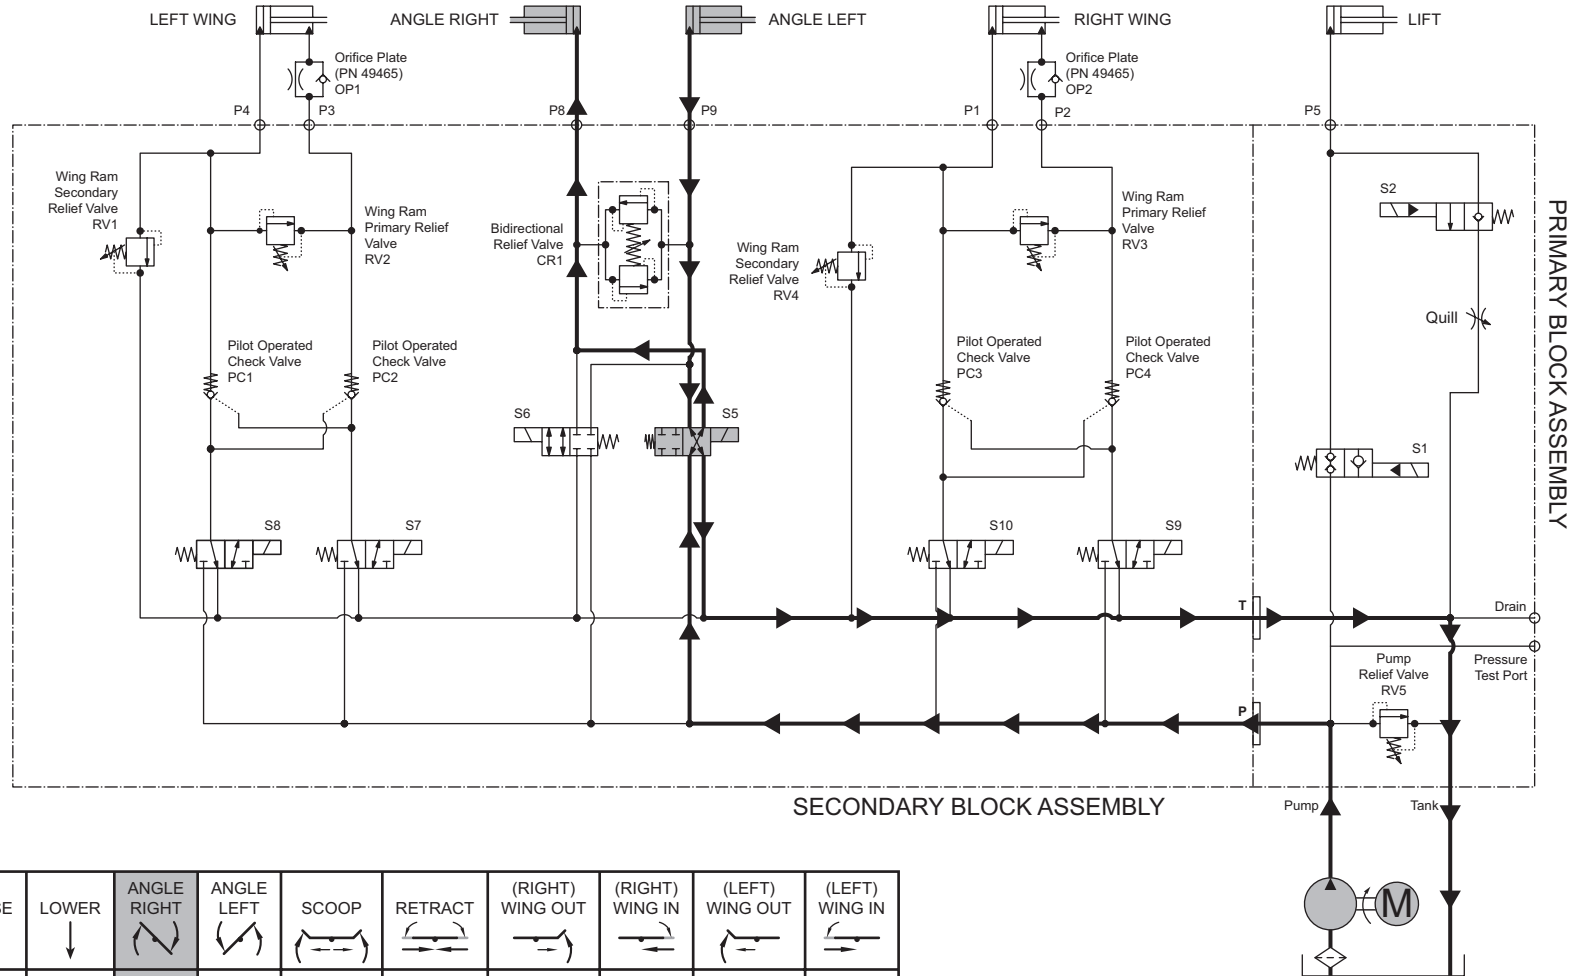 LEFT WING
ANGLE RIGHT
ANGLE LEFT
RIGHT WING
LIFT
Orifice Plate
(PN 49465)
OP1
Orifice Plate
(PN 49465)
OP2
P4
P3
P8
P9
P1
P2
P5
Wing Ram
Secondary
Relief Valve
RV1
Wing Ram
Primary Relief
Valve
RV2
Bidirectional
Relief Valve
CR1
Wing Ram
Secondary
Relief Valve
RV4
Wing Ram
Primary Relief
Valve
RV3
S2
PRIMARY BLOCK ASSEMBLY
Quill
Pilot Operated
Check Valve
PC1
Pilot Operated
Check Valve
PC2
Pilot Operated
Check Valve
PC3
Pilot Operated
Check Valve
PC4
S6
S5
S1
S8
S7
S10
S9
T
Drain
Pressure
Test Port
Pump
Relief Valve
RV5
P
SECONDARY BLOCK ASSEMBLY
Pump
Tank
M
LOWER
ANGLE
RIGHT
ANGLE
LEFT
SCOOP
RETRACT
(RIGHT)
WING OUT
(RIGHT)
WING IN
(LEFT)
WING OUT
(LEFT)
WING IN